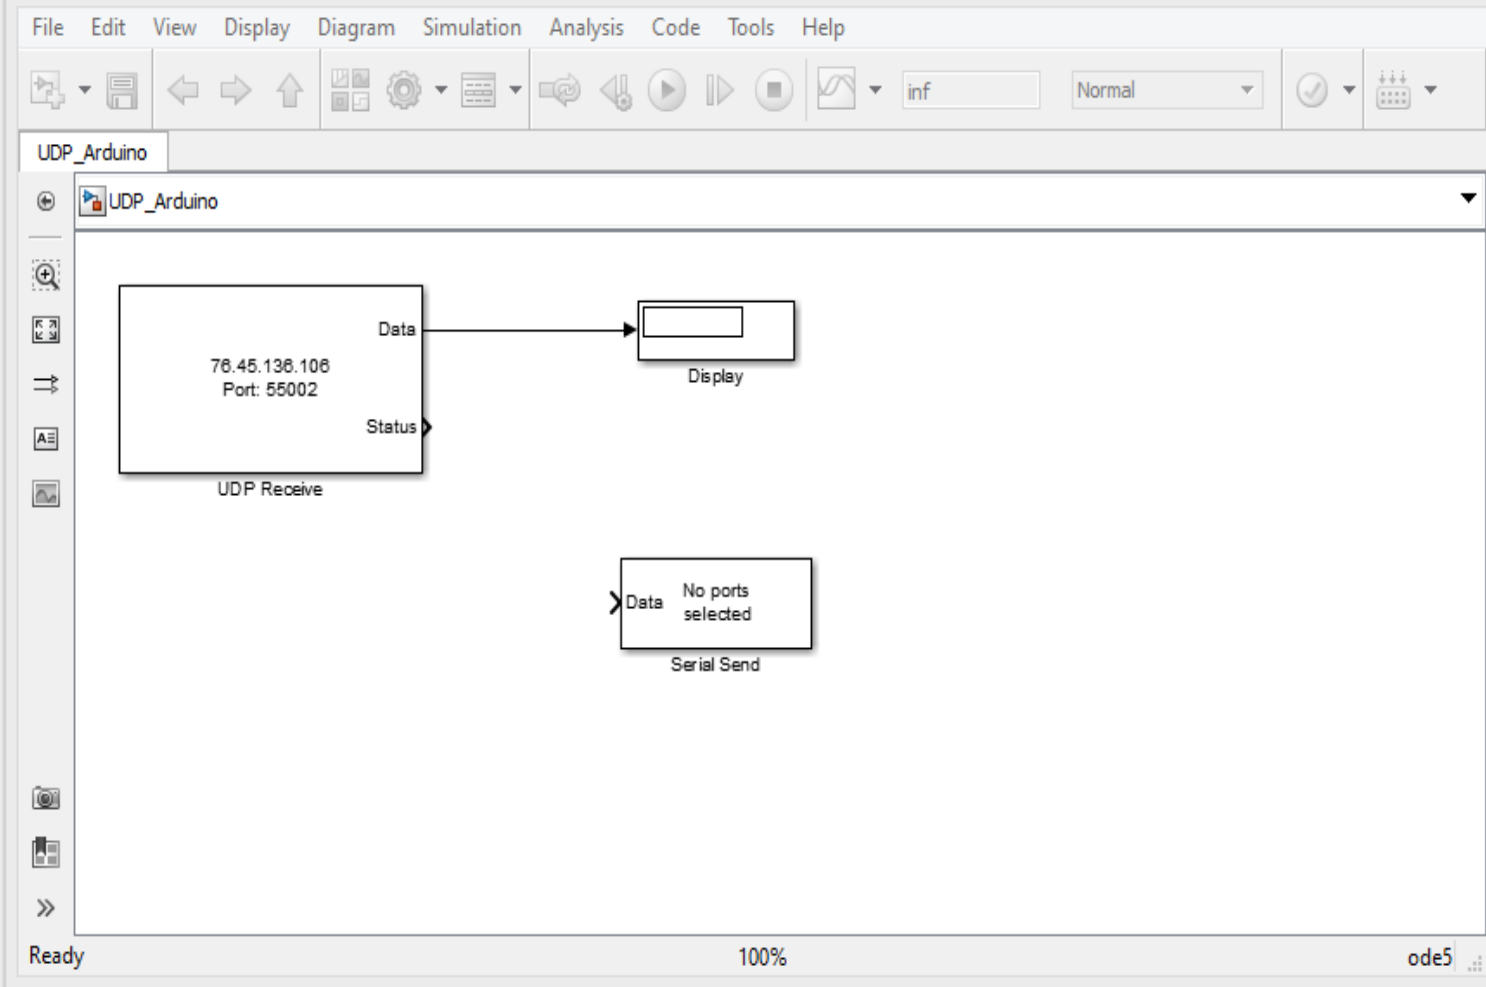 File Edit View Display Diagram Simulation Analysis Code Tools Help
inf Normal
UDP_Arduino
UDP_Arduino
Data
76.45.136.106
Port: 55002
Status
UDP Receive
Display
Data
No ports
selected
Serial Send
Ready 100% ode5